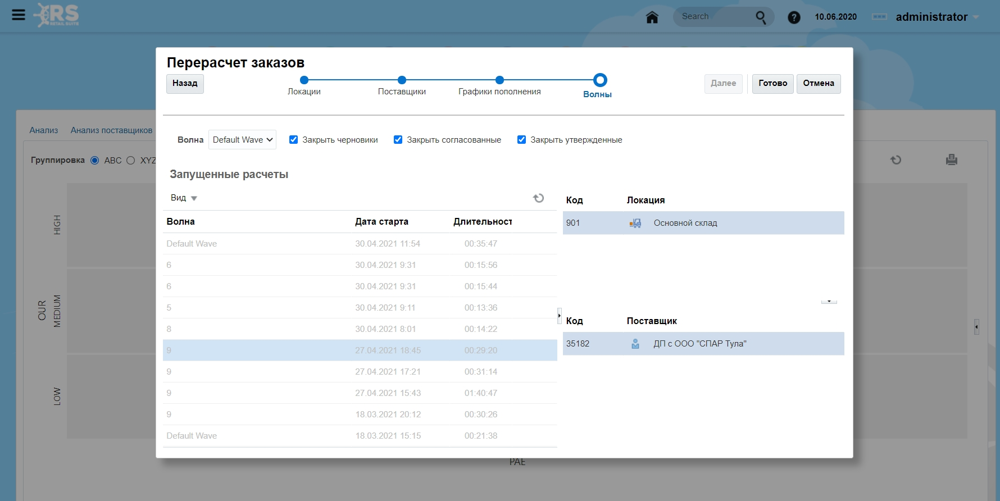 RS
RETAIL SUITE
Search
10.06.2020
administrator
Перерасчет заказов
Назад
Локации
Поставщики
Графики пополнения
Волны
Далее
Готово
Отмена
Анализ
Анализ поставщиков
Волна Default Wave
Закрыть черновики
Закрыть согласованные
Закрыть утвержденные
Группировка ABC XYZ
Запущенные расчеты
Вид
Волна Дата старта Длительност
Default Wave 30.04.2021 11:54 00:35:47
6 30.04.2021 9:31 00:15:56
6 30.04.2021 9:31 00:15:44
5 30.04.2021 9:11 00:13:36
8 30.04.2021 8:01 00:14:22
9 27.04.2021 18:45 00:29:20
9 27.04.2021 17:21 00:31:14
9 27.04.2021 15:43 01:40:47
9 18.03.2021 20:12 00:30:26
Default Wave 18.03.2021 15:15 00:21:38
Код Локация
901 Основной склад
Код Поставщик
35182 ДП с ООО "СПАР Тула"
HIGH
OUR
MEDIUM
LOW
PAE